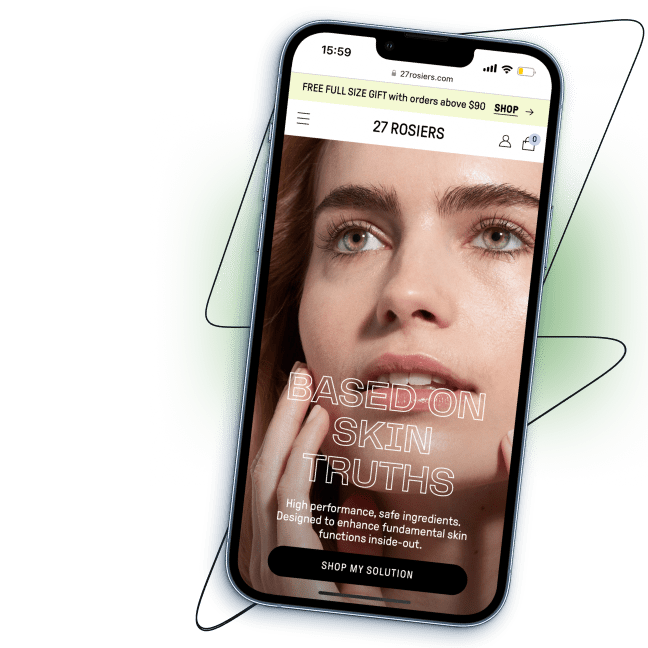 15:59
27rosiers.com
FREE FULL SIZE GIFT with orders above $90 SHOP →
27 ROSIERS
0
BASED ON
SKIN
TRUTHS
High performance, safe ingredients.
Designed to enhance fundamental skin
functions inside-out.
SHOP MY SOLUTION